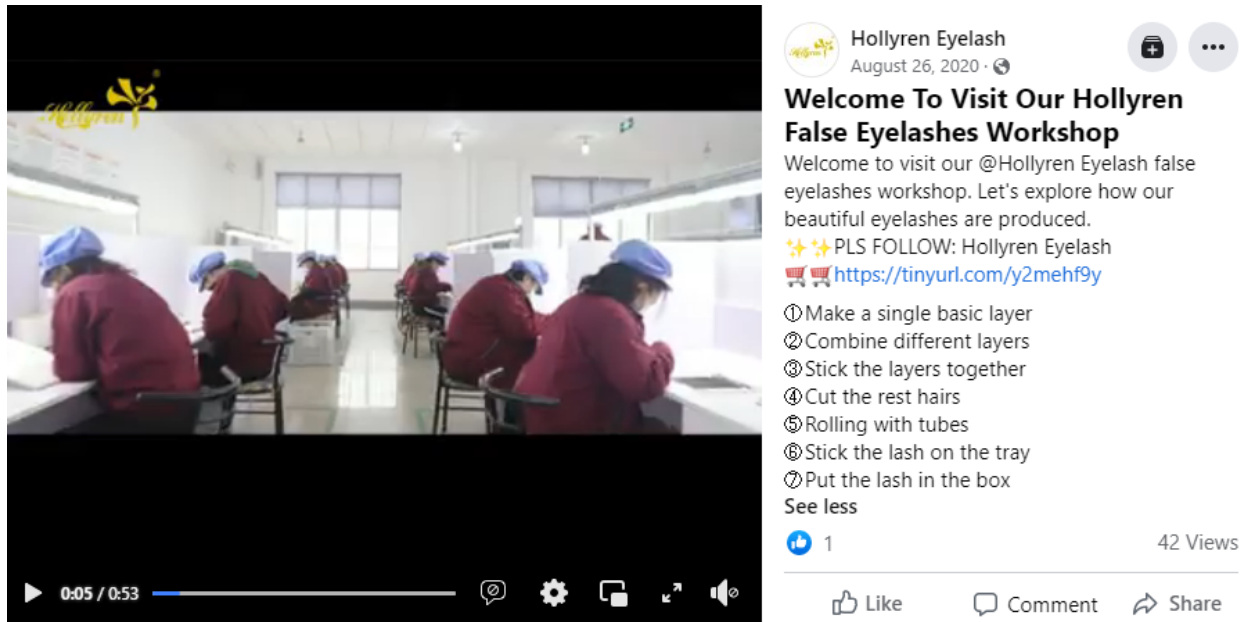 Hollyren
®
0:05 / 0:53
Hollyren
Hollyren Eyelash
August 26, 2020 ·
Welcome To Visit Our Hollyren
False Eyelashes Workshop
Welcome to visit our @Hollyren Eyelash false
eyelashes workshop. Let's explore how our
beautiful eyelashes are produced.
✨✨PLS FOLLOW: Hollyren Eyelash
🛒🛒https://tinyurl.com/y2mehf9y
①Make a single basic layer
②Combine different layers
③Stick the layers together
④Cut the rest hairs
⑤Rolling with tubes
⑥Stick the lash on the tray
⑦Put the lash in the box
See less
1
42 Views
Like
Comment
Share